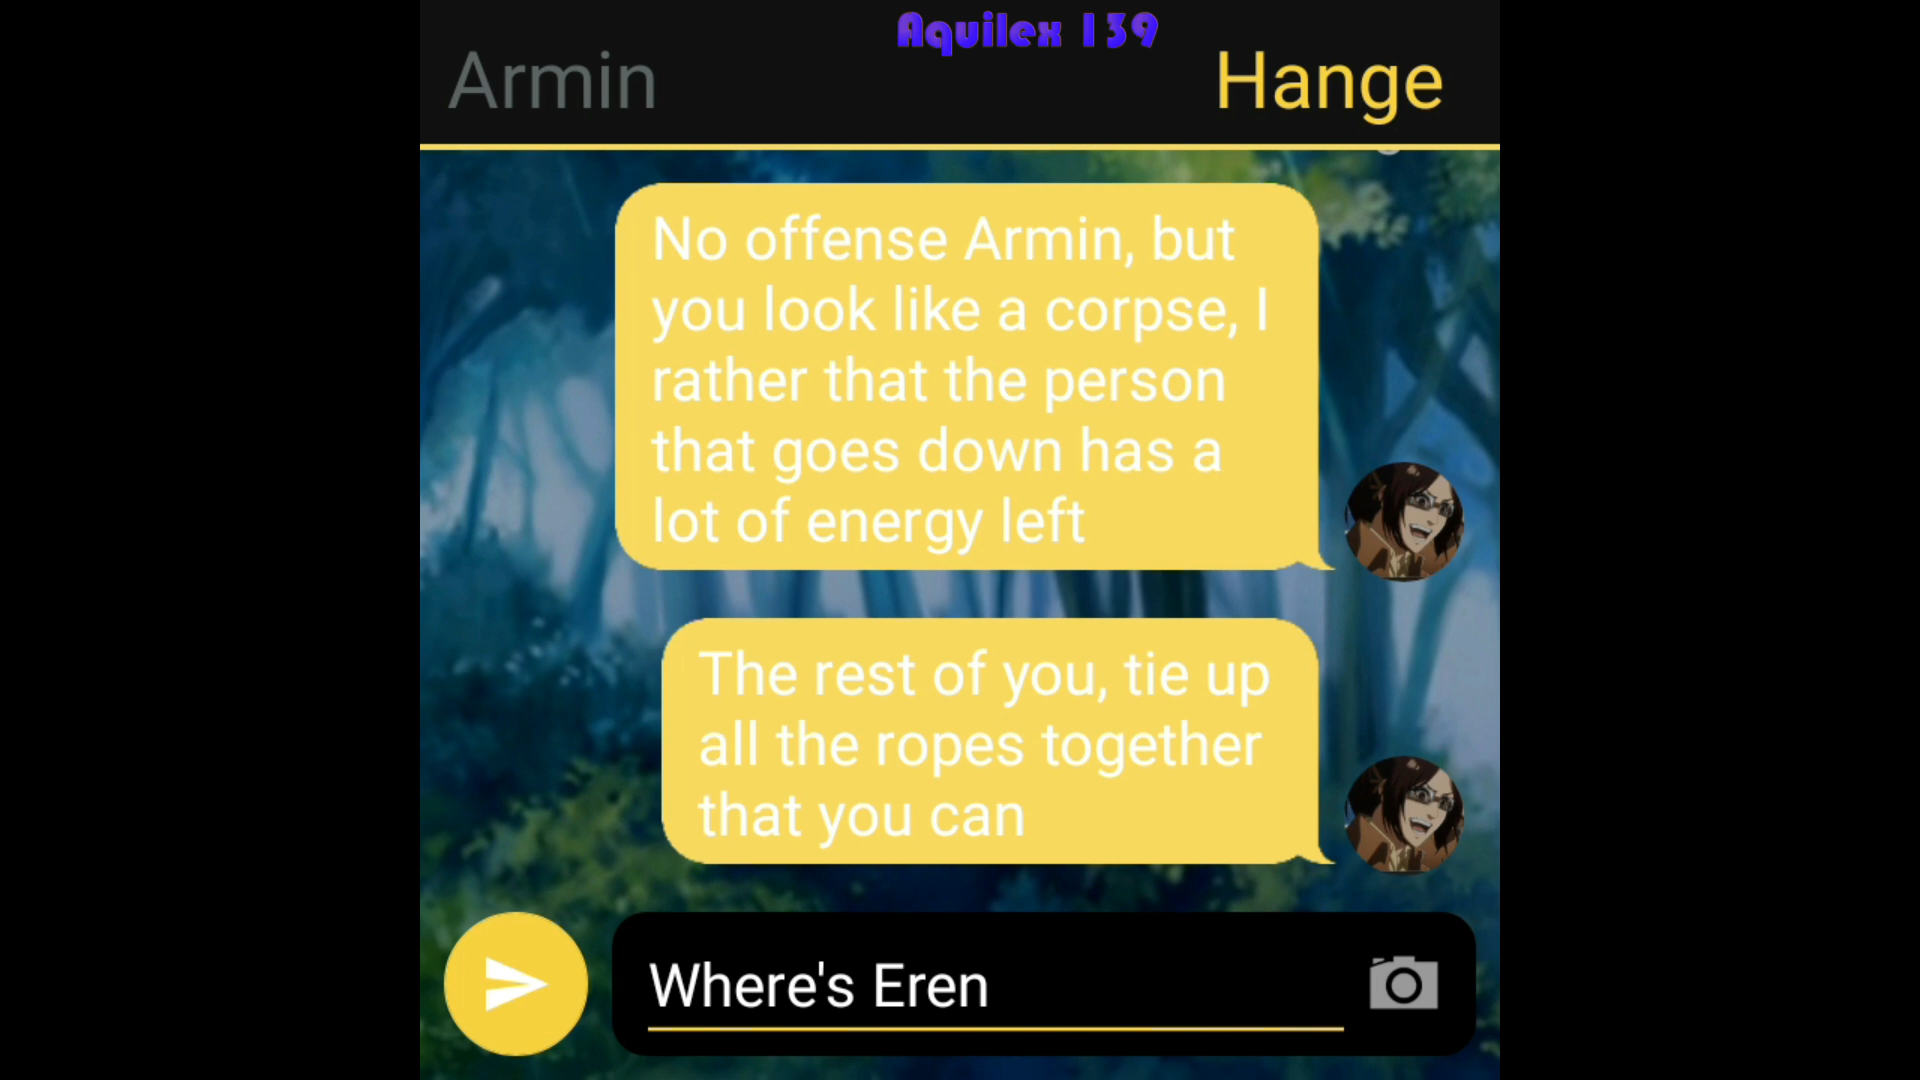 Aquilex 139
Armin
Hange
No offense Armin, but
you look like a corpse, I
rather that the person
that goes down has a
lot of energy left
The rest of you, tie up
all the ropes together
that you can
Where's Eren